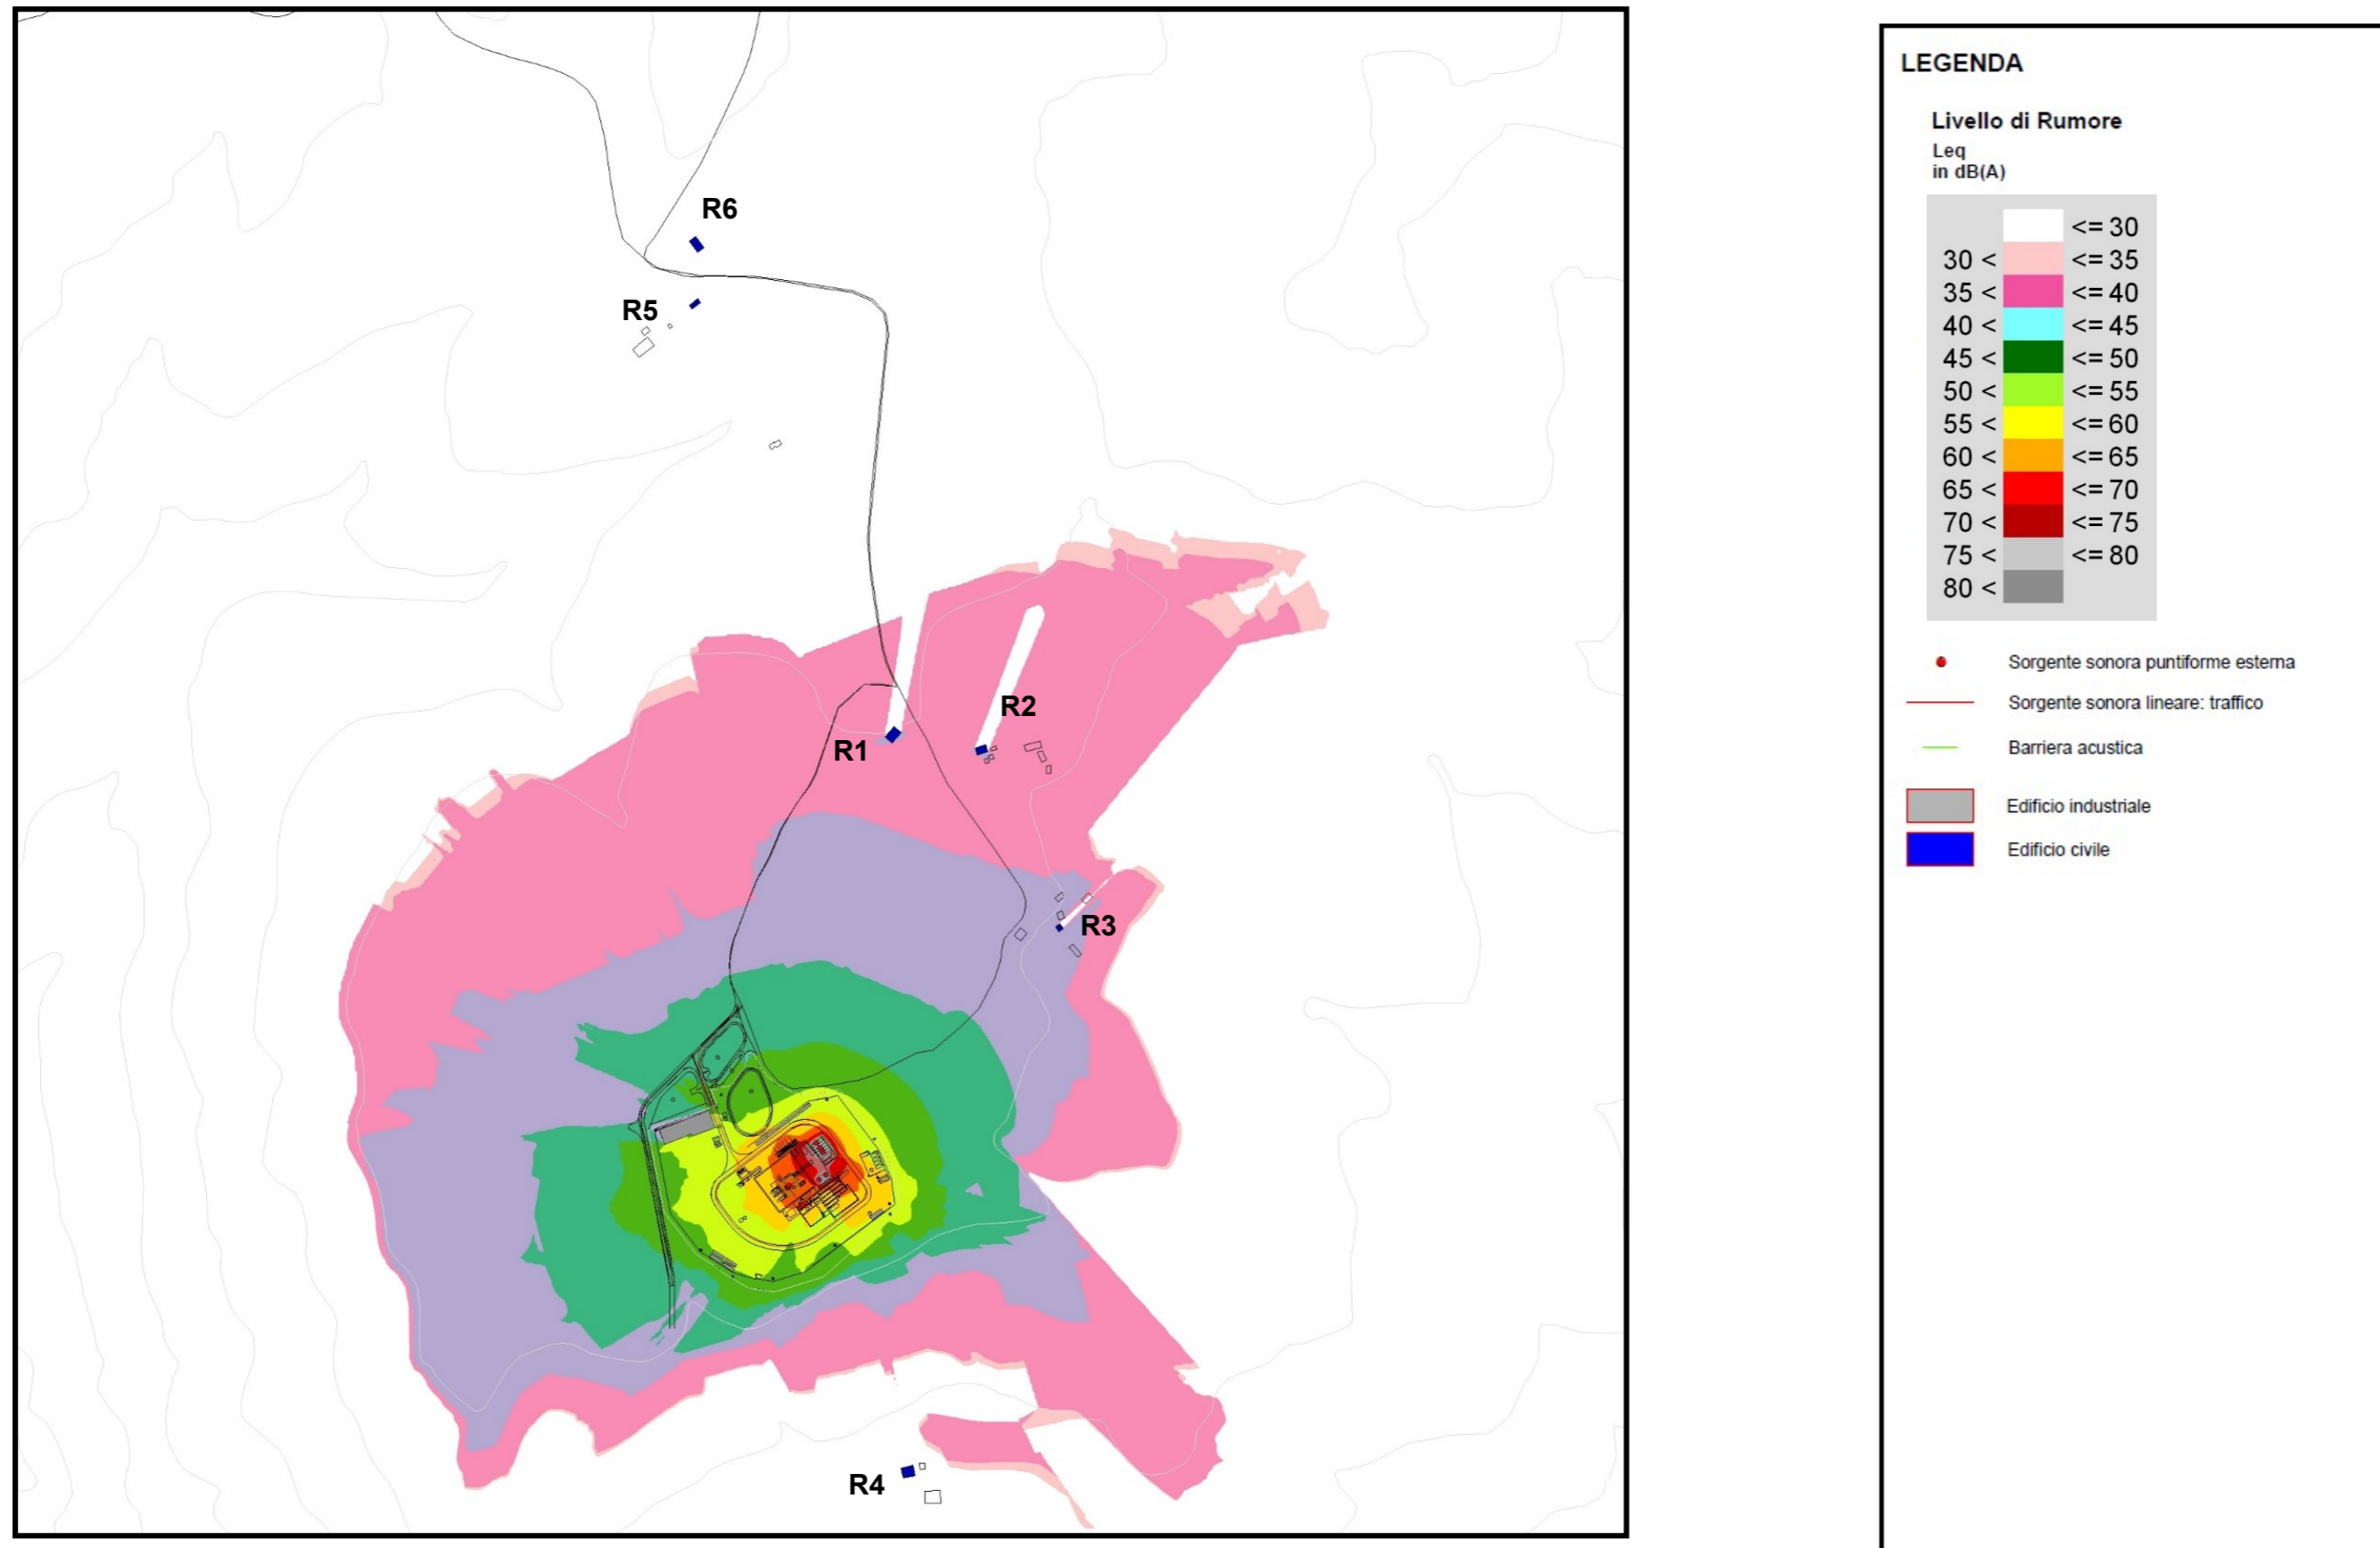 R6
R5
R2
R1
R3
R4
LEGENDA
Livello di Rumore
Leq
in dB(A)
<= 30
30 < <= 35
35 < <= 40
40 < <= 45
45 < <= 50
50 < <= 55
55 < <= 60
60 < <= 65
65 < <= 70
70 < <= 75
75 < <= 80
80 <
Sorgente sonora puntiforme esterna
Sorgente sonora lineare: traffico
Barriera acustica
Edificio industriale
Edificio civile